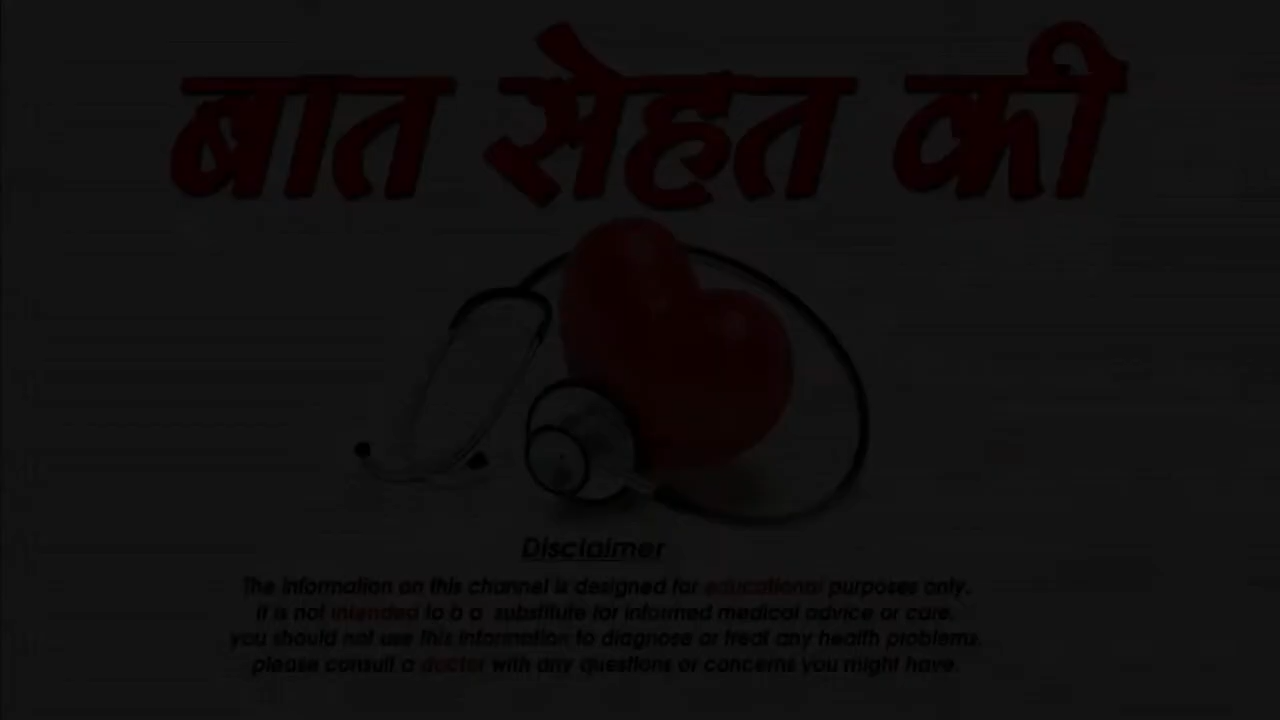 बात सेहत की
Disclaimer
The information on this channel is designed for educational purposes only.
it is not intended to b a substitute for informed medical advice or care.
you should not use this information to diagnose or treat any health problems.
please consult a doctor with any questions or concerns you might have.